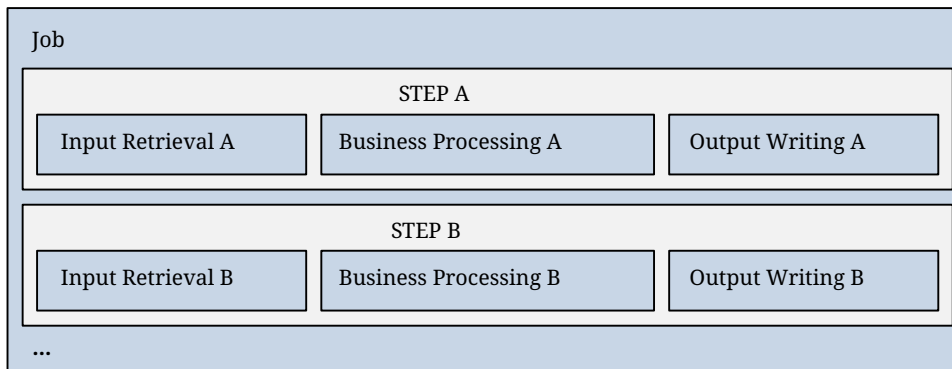 Job
STEP A
Input Retrieval A
Business Processing A
Output Writing A
STEP B
Input Retrieval B
Business Processing B
Output Writing B
...